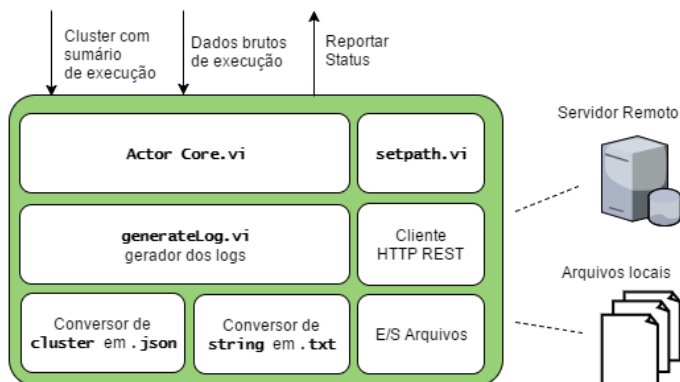 Cluster com
sumário
de execução
Dados brutos
de execução
Reportar
Status
Servidor Remoto
Actor Core.vi
setpath.vi
generateLog.vi
gerador dos logs
Cliente
HTTP REST
Arquivos locais
Conversor de
cluster em .json
Conversor de
string em .txt
E/S Arquivos